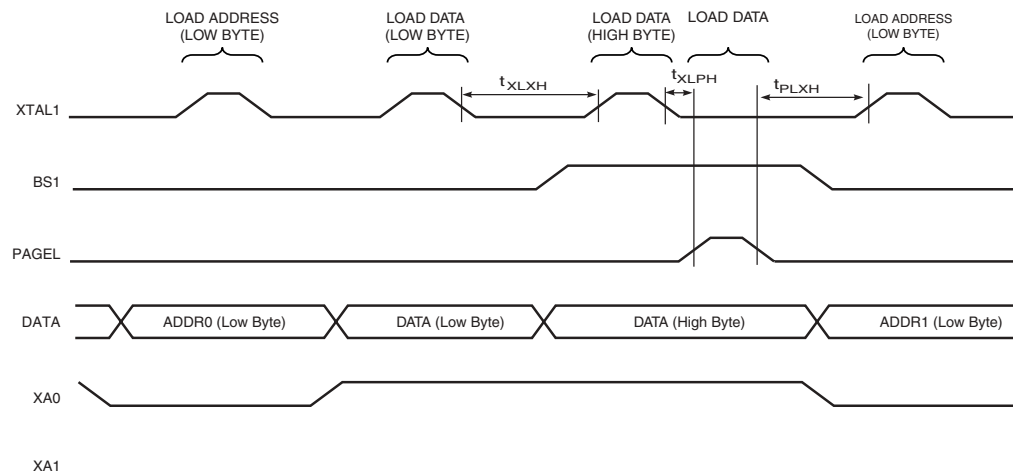 LOAD ADDRESS
(LOW BYTE)
LOAD DATA
(LOW BYTE)
LOAD DATA
(HIGH BYTE)
LOAD DATA
LOAD ADDRESS
(LOW BYTE)
tXLXH
tXLPH
tPLXH
XTAL1
BS1
PAGEL
DATA
ADDR0 (Low Byte)
DATA (Low Byte)
DATA (High Byte)
ADDR1 (Low Byte)
XA0
XA1